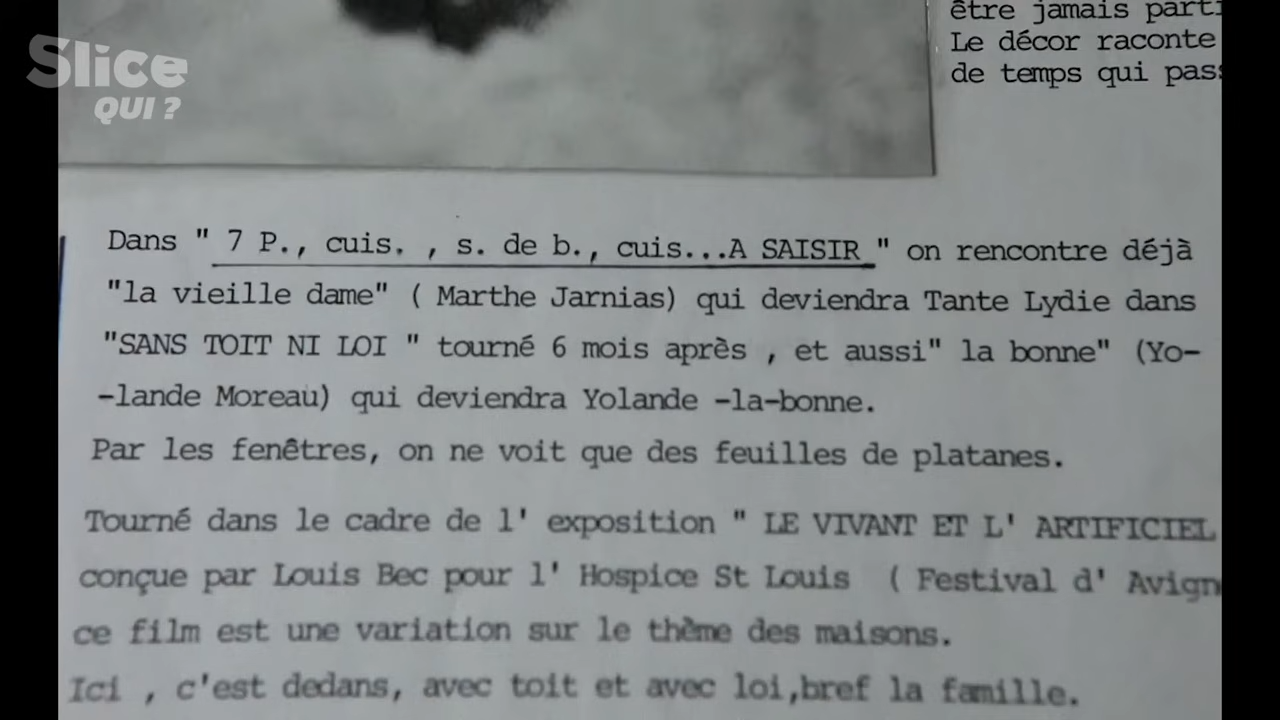 Slice
QUI ?
être jamais
Le décor raconte
de temps qui
Dans " 7 P., cuis. , s. de b., cuis...A SAISIR " on rencontre déjà
"la vieille dame" ( Marthe Jarnias) qui deviendra Tante Lydie dans
"SANS TOIT NI LOI " tourné 6 mois après , et aussi" la bonne" (Yo-
-lande Moreau) qui deviendra Yolande -la-bonne.
Par les fenêtres, on ne voit que des feuilles de platanes.
Tourné dans le cadre de l' exposition " LE VIVANT ET L' ARTIFICIEL
conçue par Louis Bec pour l' Hospice St Louis ( Festival d'
ce film est une variation sur le thème des maisons.
Ici , c'est dedans, avec toit et avec loi,bref la famille.